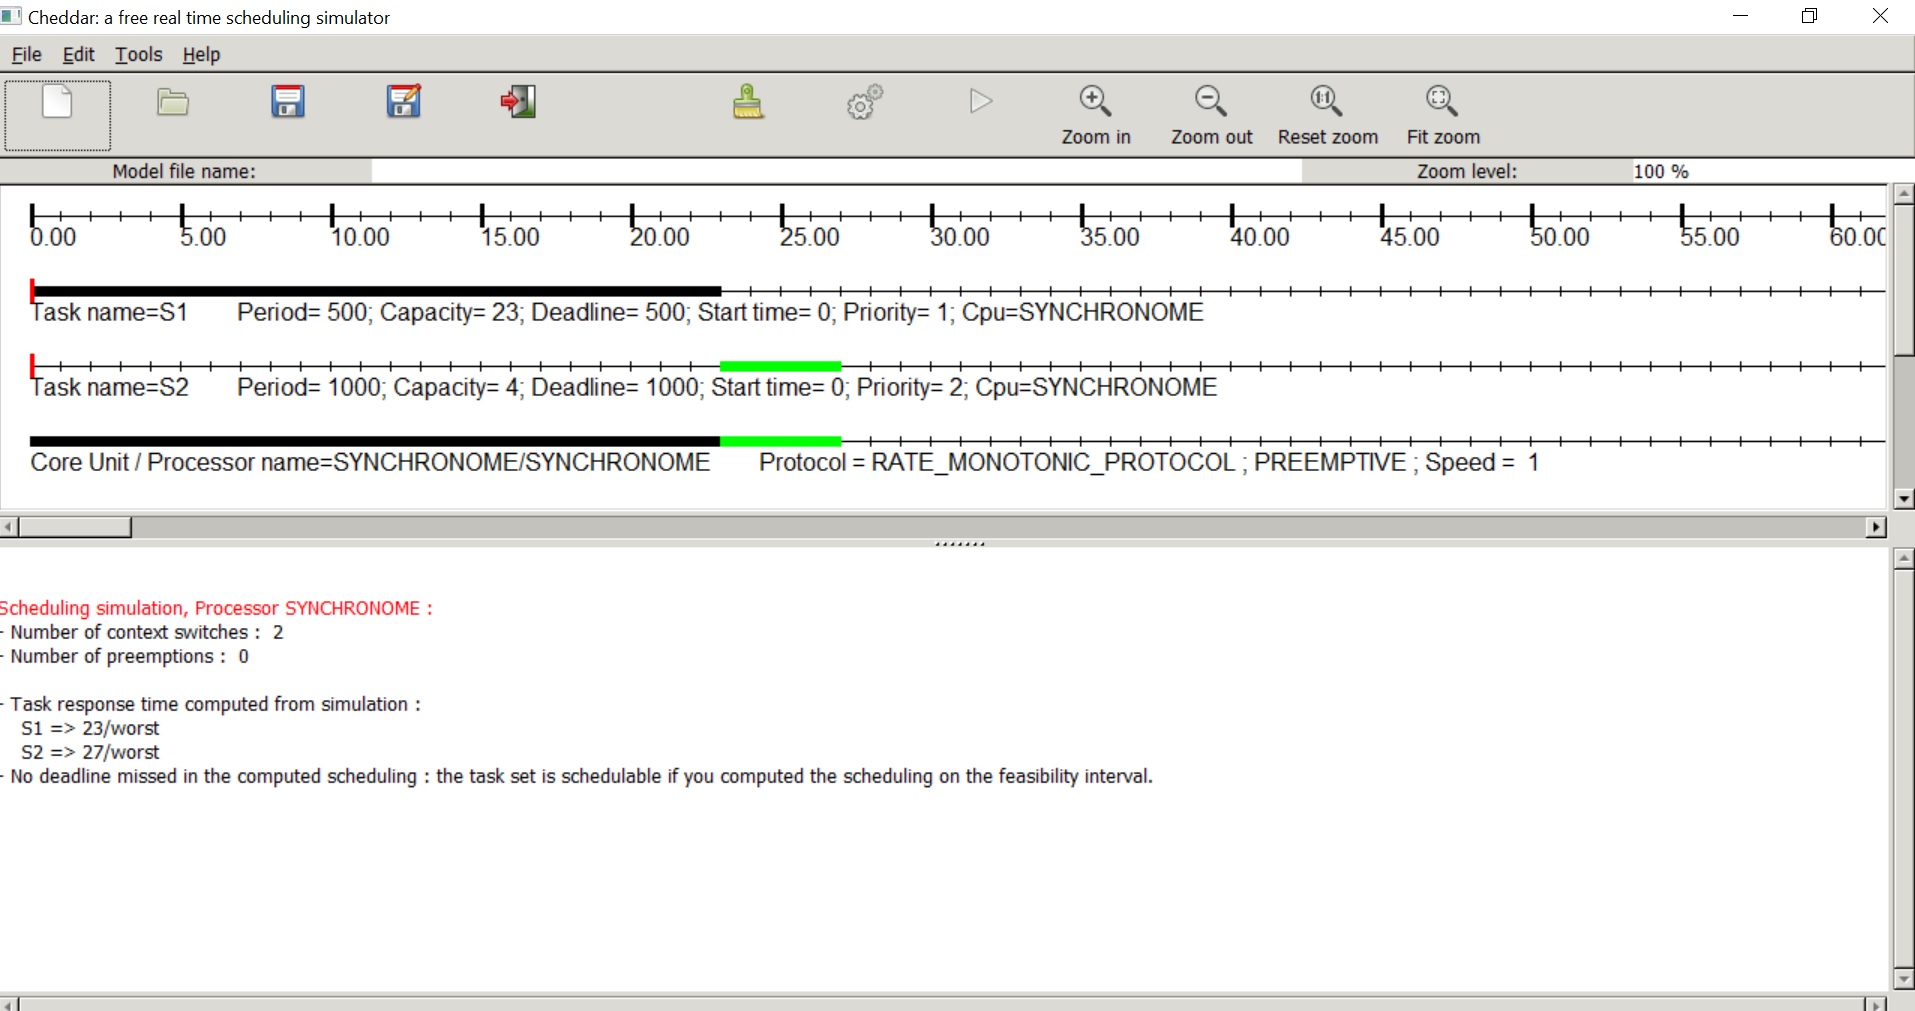 Cheddar: a free real time scheduling simulator
File Edit Tools Help
Zoom in Zoom out Reset zoom Fit zoom
Model file name: Zoom level: 100 %
0.00 5.00 10.00 15.00 20.00 25.00 30.00 35.00 40.00 45.00 50.00 55.00 60.00
Task name=S1 Period= 500; Capacity= 23; Deadline= 500; Start time= 0; Priority= 1; Cpu=SYNCHRONOME
Task name=S2 Period= 1000; Capacity= 4; Deadline= 1000; Start time= 0; Priority= 2; Cpu=SYNCHRONOME
Core Unit / Processor name=SYNCHRONOME/SYNCHRONOME Protocol = RATE_MONOTONIC_PROTOCOL ; PREEMPTIVE ; Speed = 1
Scheduling simulation, Processor SYNCHRONOME :
- Number of context switches : 2
- Number of preemptions : 0
- Task response time computed from simulation :
S1 => 23/worst
S2 => 27/worst
- No deadline missed in the computed scheduling : the task set is schedulable if you computed the scheduling on the feasibility interval.